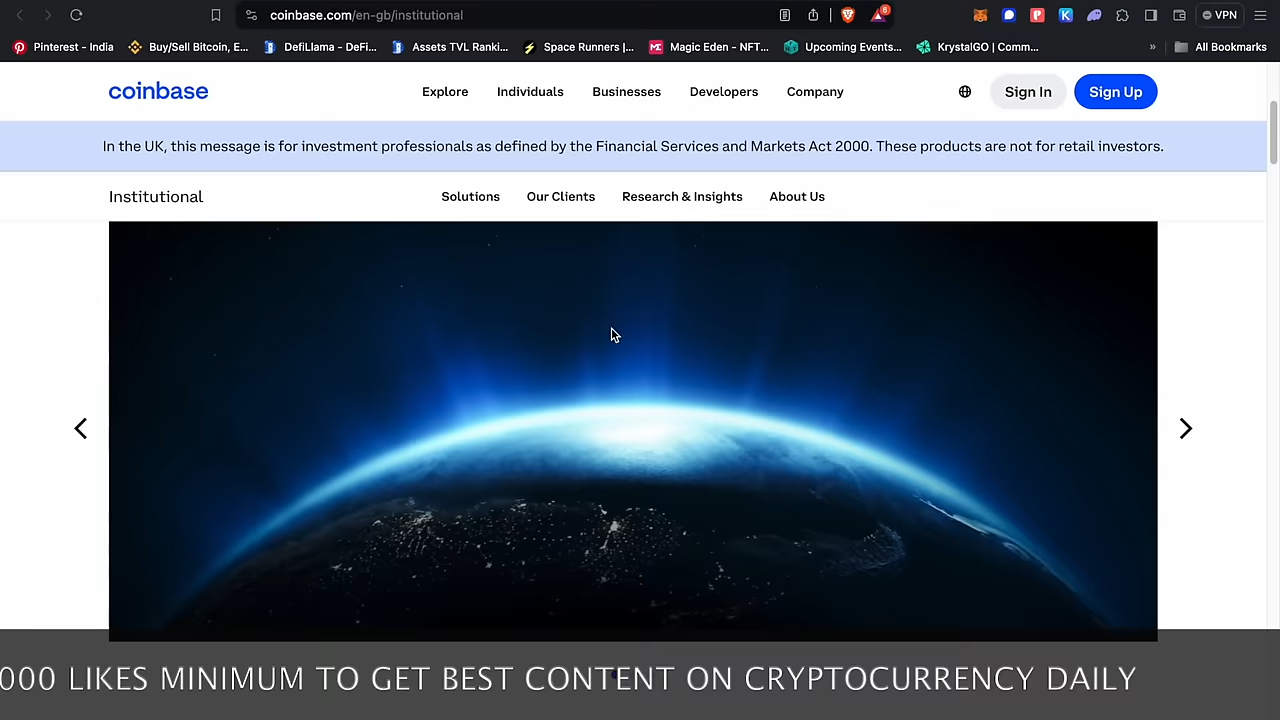 coinbase.com/en-gb/institutional
6
VPN
Pinterest - India
Buy/Sell Bitcoin, E...
DefiLlama - DeFi...
Assets TVL Ranki...
Space Runners |...
Magic Eden - NFT...
Upcoming Events...
KrystalGO | Comm...
»
All Bookmarks
coinbase
Explore
Individuals
Businesses
Developers
Company
Sign In
Sign Up
In the UK, this message is for investment professionals as defined by the Financial Services and Markets Act 2000. These products are not for retail investors.
Institutional
Solutions
Our Clients
Research & Insights
About Us
000 LIKES MINIMUM TO GET BEST CONTENT ON CRYPTOCURRENCY DAILY